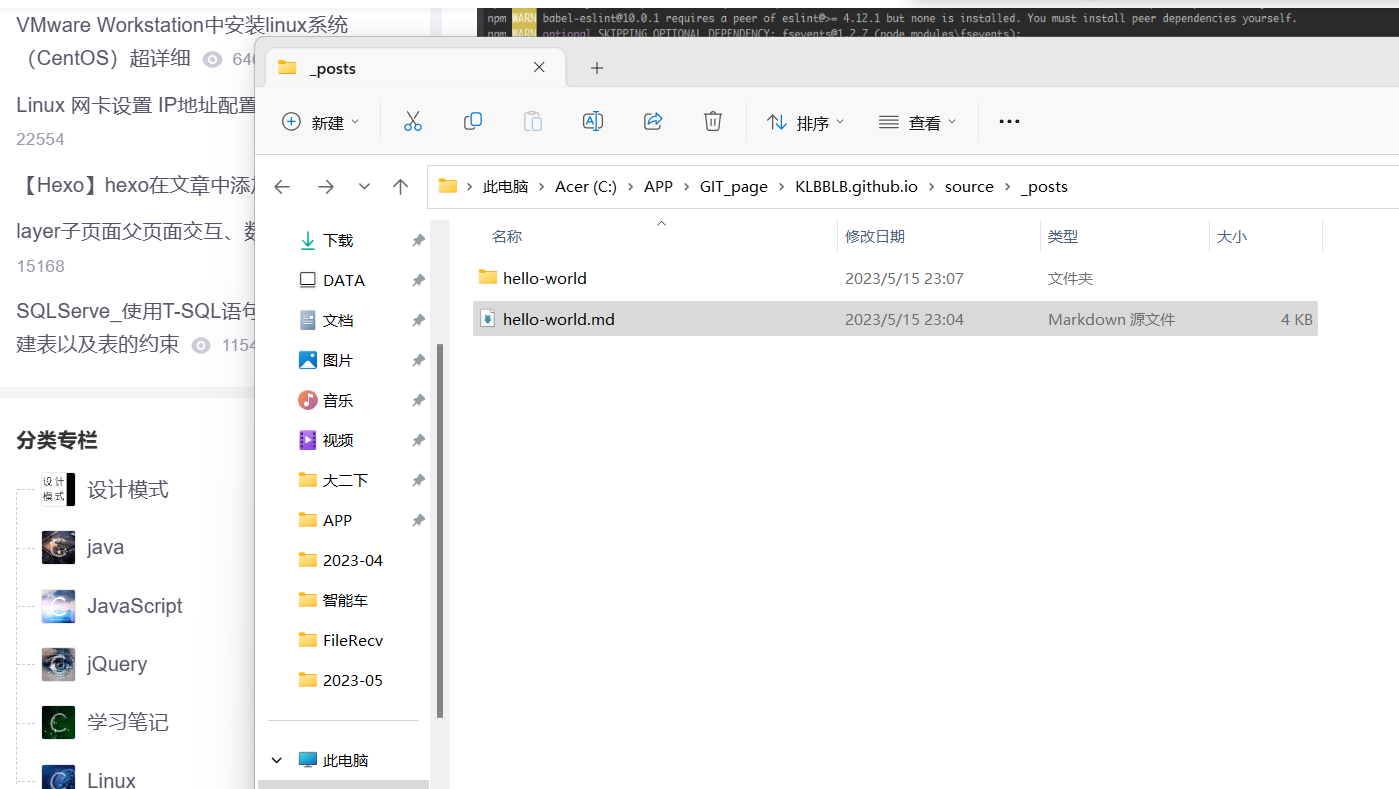 VMware Workstation中安装linux系统
（CentOS）超详细 646
Linux 网卡设置 IP地址配置
22554
【Hexo】hexo在文章中添
layer子页面父页面交互、数
15168
SQLServe_使用T-SQL语句
建表以及表的约束 1154
分类专栏
设计模式
设计模式
java
JavaScript
jQuery
学习笔记
Linux
npm WARN babel-eslint@10.0.1 requires a peer of eslint@>= 4.12.1 but none is installed. You must install peer dependencies yourself.
npm WARN optional SKIPPING OPTIONAL DEPENDENCY: fsevents@1.2.7 (node_modules\fsevents):
_posts
新建
排序
查看
此电脑 › Acer (C:) › APP › GIT_page › KLBBLB.github.io › source › _posts
下载
DATA
文档
图片
音乐
视频
大二下
APP
2023-04
智能车
FileRecv
2023-05
此电脑
名称 修改日期 类型 大小
hello-world 2023/5/15 23:07 文件夹
hello-world.md 2023/5/15 23:04 Markdown 源文件 4 KB